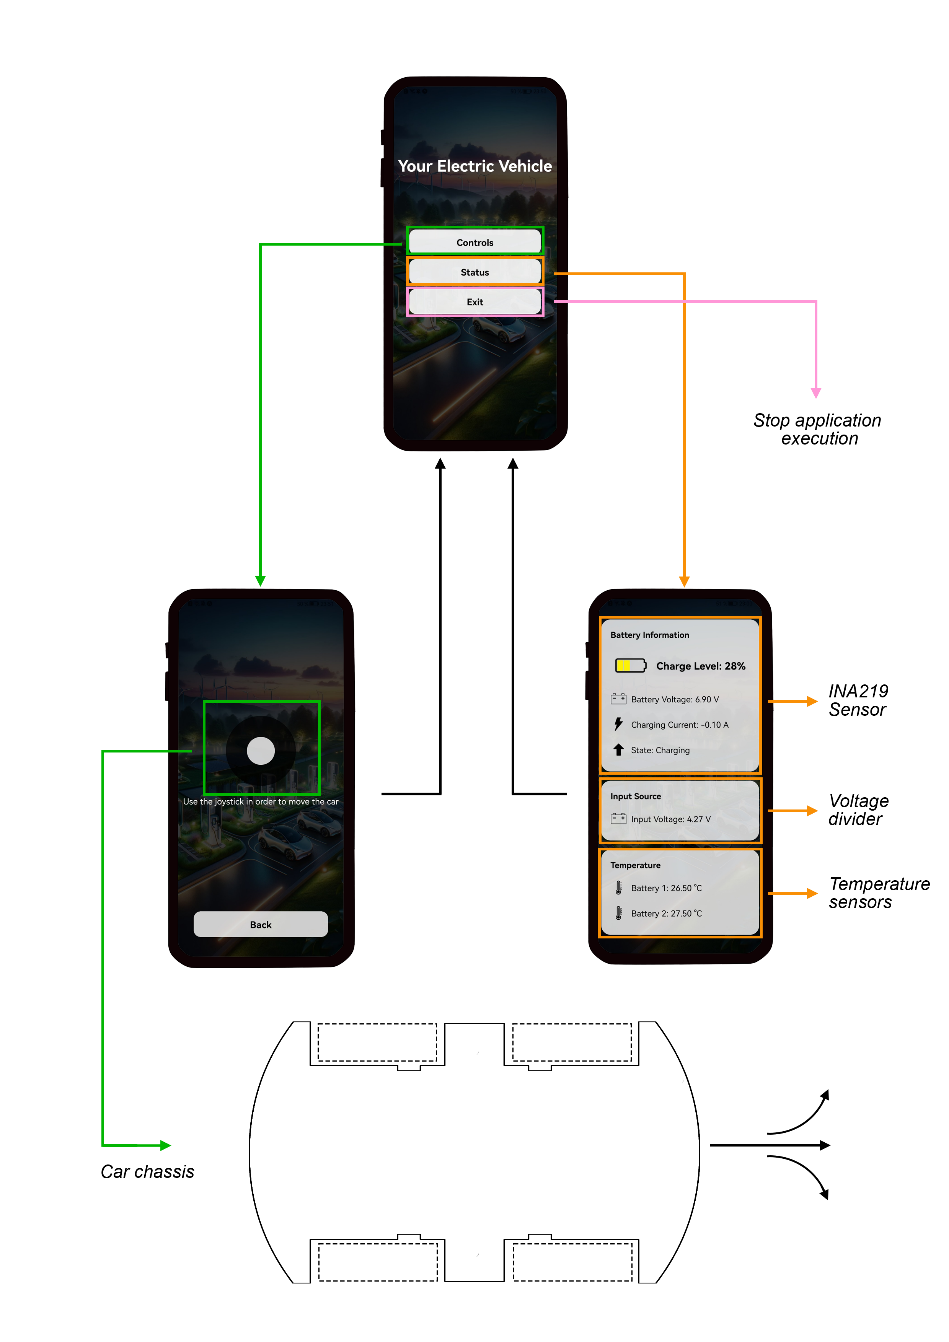 Your Electric Vehicle
Controls
Status
Exit
Stop application
execution
Use the joystick in order to move the car
Back
Battery Information
Charge Level: 28%
Battery Voltage: 6.90 V
Charging Current: -0.10 A
State: Charging
INA219
Sensor
Input Source
Input Voltage: 4.27 V
Voltage
divider
Temperature
Battery 1: 26.50 °C
Battery 2: 27.50 °C
Temperature
sensors
Car chassis